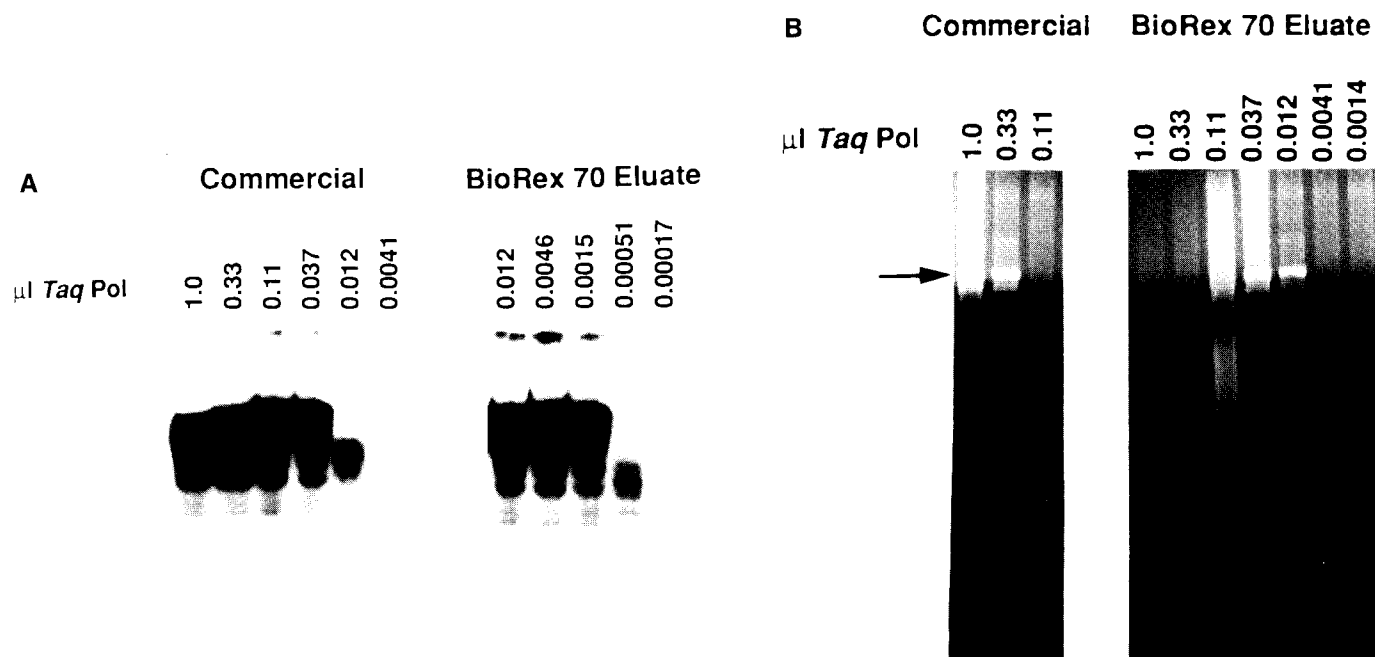 A
Commercial
BioRex 70 Eluate
µl Taq Pol
1.0
0.33
0.11
0.037
0.012
0.0041
0.012
0.0046
0.0015
0.00051
0.00017
B
Commercial
BioRex 70 Eluate
µl Taq Pol
1.0
0.33
0.11
1.0
0.33
0.11
0.037
0.012
0.0041
0.0014